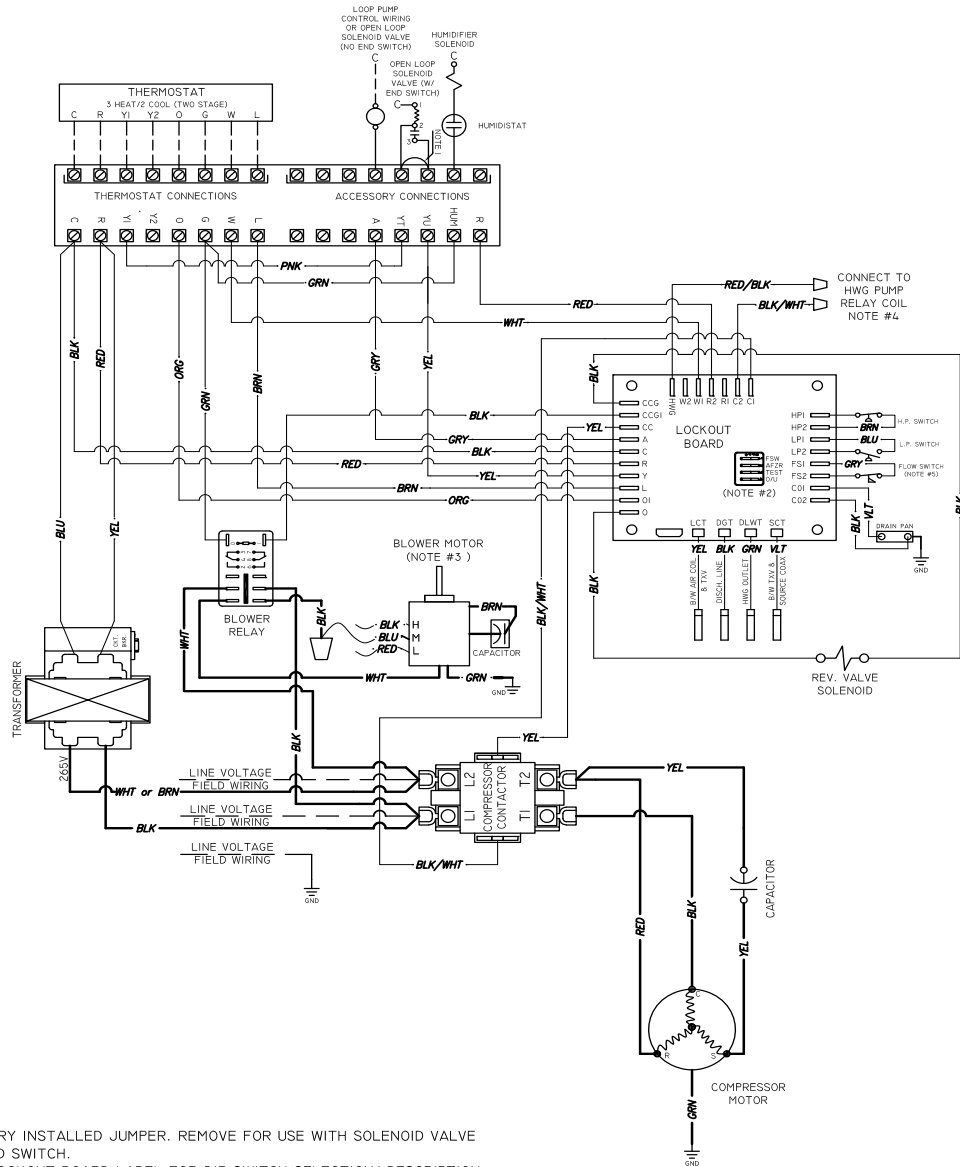 LOOP PUMP
CONTROL WIRING
OR OPEN LOOP
SOLENOID VALVE
(NO END SWITCH)
C
HUMIDIFIER
SOLENOID
C
OPEN LOOP
SOLENOID
VALVE (W/
END SWITCH)
C
1
2
3
NOTE 1
HUMIDISTAT
THERMOSTAT
3 HEAT/2 COOL (TWO STAGE)
C R Y1 Y2 O G W L
THERMOSTAT CONNECTIONS
ACCESSORY CONNECTIONS
C R Y1 Y2 O G W L A YT YU HUM R
PNK
GRN
RED
WHT
RED/BLK
BLK/WHT
CONNECT TO
HWG PUMP
RELAY COIL
NOTE #4
BLK
RED
ORG
GRN
BRN
GRY
YEL
BLK
HWG W2 W1 R2 R1 C2 C1
CCG
CCG1
CC
A
C
R
Y
L
O1
O
LOCKOUT
BOARD
FSW
AFZR
TEST
O/U
(NOTE #2)
HP1
HP2
LP1
LP2
FS1
FS2
CO1
CO2
BRN
BLU
GRY
VLT
BLK
BLK
H.P. SWITCH
L.P. SWITCH
FLOW SWITCH
(NOTE #5)
DRAIN PAN
GND
BLK
YEL
GRY
BLK
RED
YEL
BRN
ORG
LCT DGT DLWT SCT
YEL BLK GRN VLT
B/W AIR COIL
& TXV
DISCH. LINE
HWG OUTLET
B/W TXV &
SOURCE COAX
BLU
YEL
BLK
BLK/WHT
REV. VALVE
SOLENOID
BLOWER
RELAY
BLOWER MOTOR
(NOTE #3 )
BLK
BLK H
BLU M
RED L
BRN
CAPACITOR
WHT
GRN
GND
WHT
BLK
TRANSFORMER
CKT.
BKR.
265V
WHT or BRN
BLK
LINE VOLTAGE
FIELD WIRING
LINE VOLTAGE
FIELD WIRING
LINE VOLTAGE
FIELD WIRING
GND
YEL
L2
L1
COMPRESSOR
CONTACTOR
T2
T1
BLK/WHT
YEL
CAPACITOR
RED
BLK
YEL
C
R
S
COMPRESSOR
MOTOR
GRN
GND
RY INSTALLED JUMPER. REMOVE FOR USE WITH SOLENOID VALVE
D SWITCH.